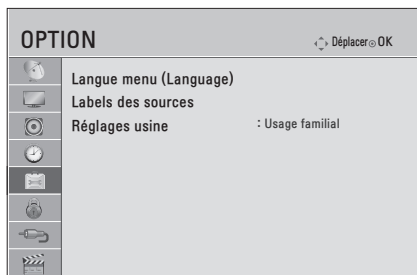 OPTION Déplacer OK
Langue menu (Language)
Labels des sources
Réglages usine : Usage familial